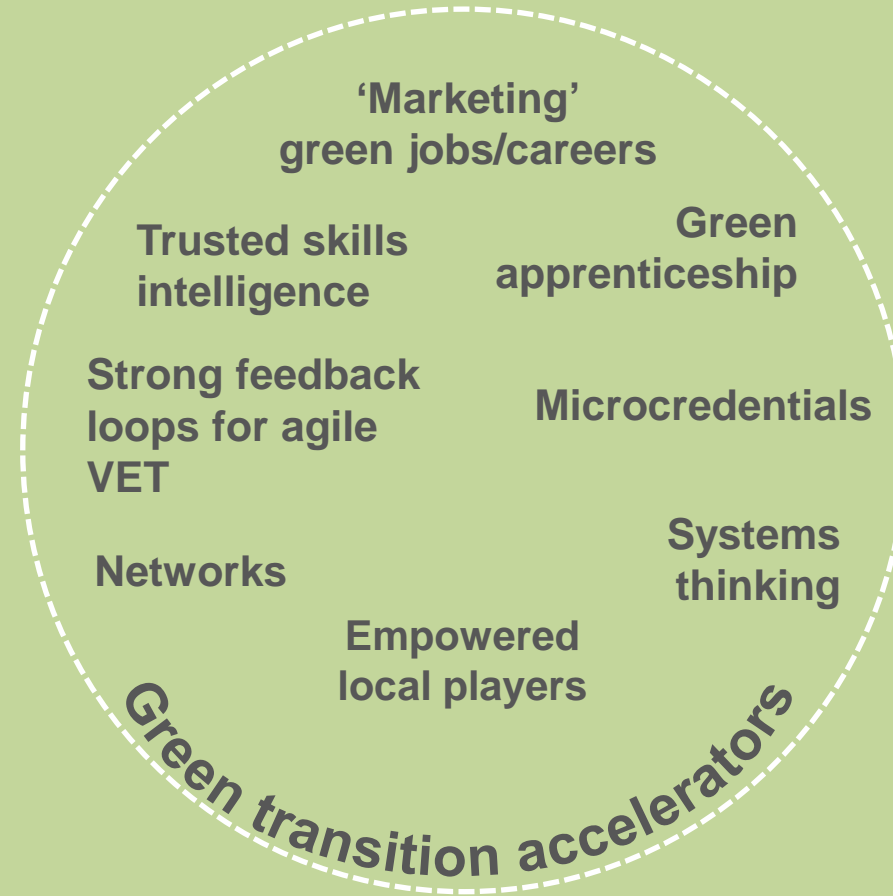 ‘Marketing’
green jobs/careers
Trusted skills
intelligence
Green
apprenticeship
Strong feedback
loops for agile
VET
Microcredentials
Networks
Systems
thinking
Empowered
local players
Green transition accelerators